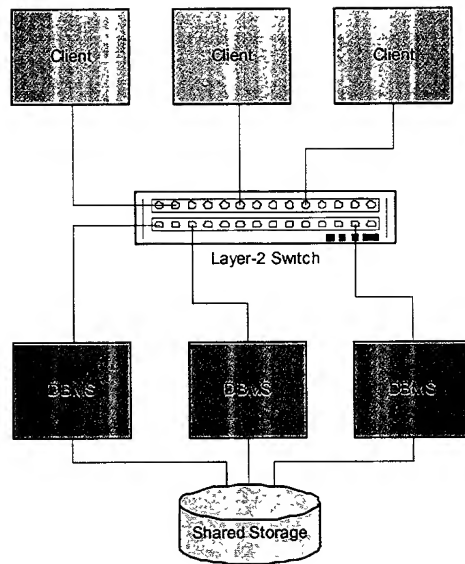 Client
Client
Client
Layer-2 Switch
DBMS
DBMS
DBMS
Shared Storage